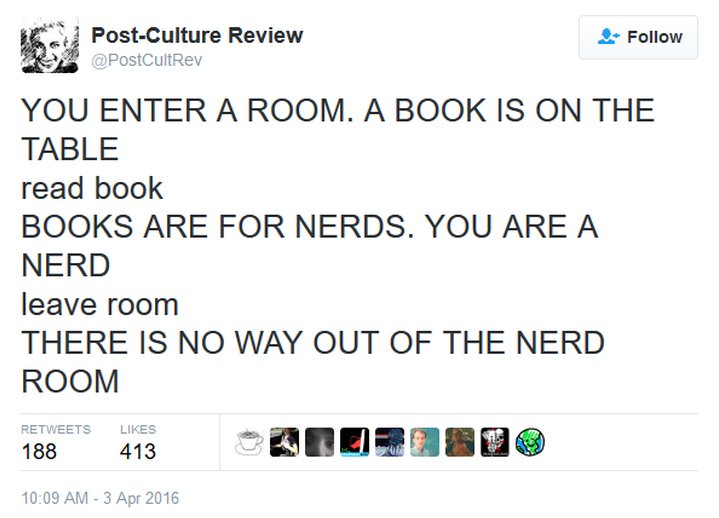 Post-Culture Review
@PostCultRev
Follow
YOU ENTER A ROOM. A BOOK IS ON THE
TABLE
read book
BOOKS ARE FOR NERDS. YOU ARE A
NERD
leave room
THERE IS NO WAY OUT OF THE NERD
ROOM
RETWEETS LIKES
188 413
10:09 AM - 3 Apr 2016